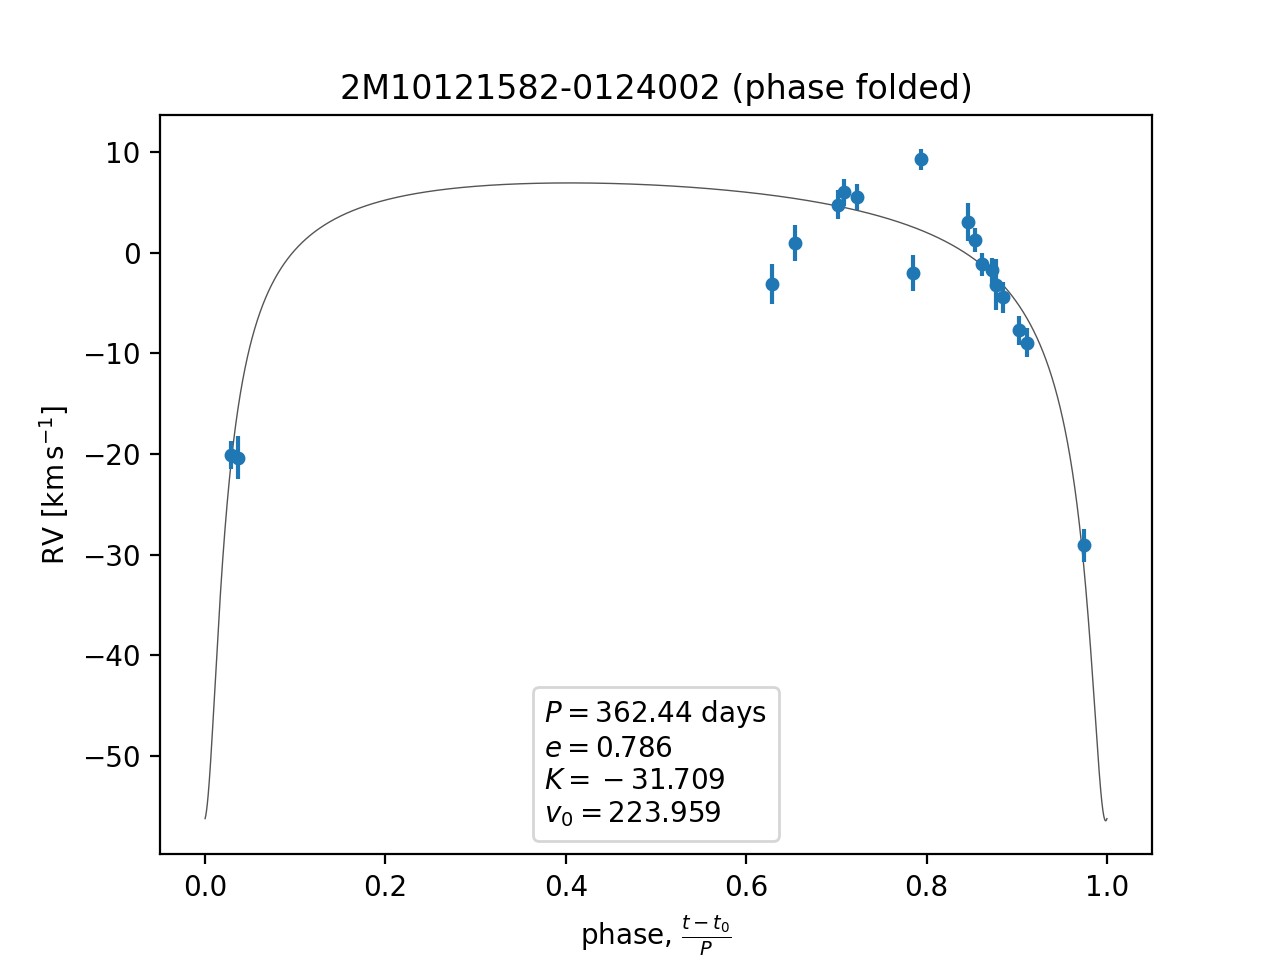 2M10121582-0124002 (phase folded)
RV [km s⁻¹]
10
0
−10
−20
−30
−40
−50
P = 362.44 days
e = 0.786
K = − 31.709
v₀ = 223.959
0.0 0.2 0.4 0.6 0.8 1.0
phase, (t − t₀)/P